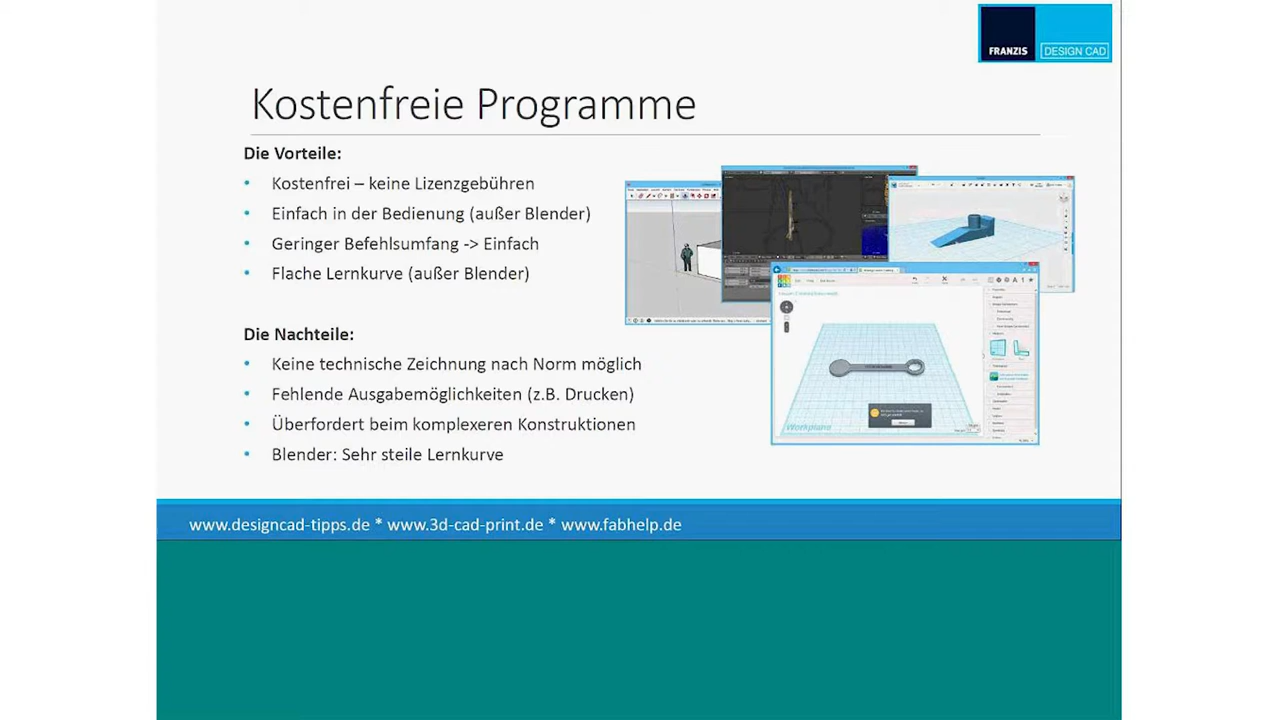 FRANZIS
DESIGN CAD
Kostenfreie Programme
Die Vorteile:
• Kostenfrei – keine Lizenzgebühren
• Einfach in der Bedienung (außer Blender)
• Geringer Befehlsumfang -> Einfach
• Flache Lernkurve (außer Blender)
Die Nachteile:
• Keine technische Zeichnung nach Norm möglich
• Fehlende Ausgabemöglichkeiten (z.B. Drucken)
• Überfordert beim komplexeren Konstruktionen
• Blender: Sehr steile Lernkurve
Workplane
www.designcad-tipps.de * www.3d-cad-print.de * www.fabhelp.de